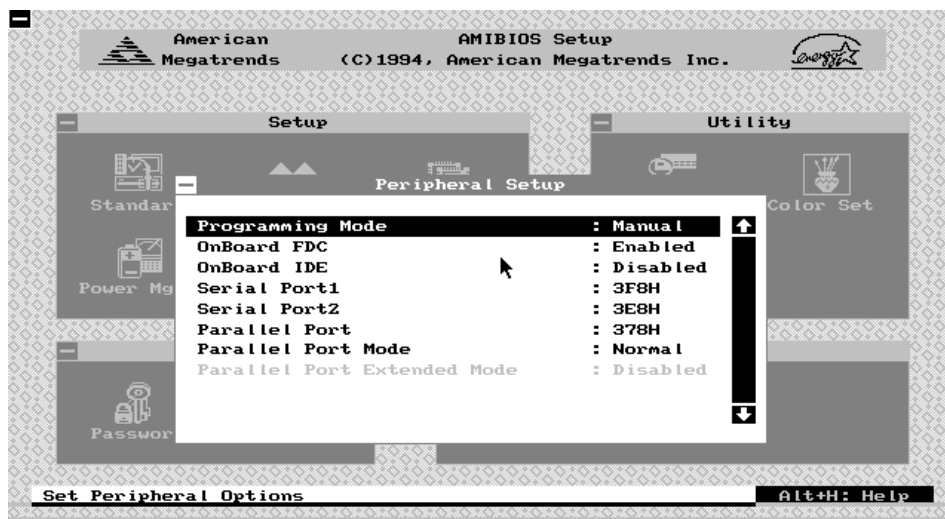 American Megatrends
AMIBIOS Setup
(C)1994, American Megatrends Inc.
energy
Setup
Utility
Peripheral Setup
Standar
Color Set
Programming Mode : Manual
OnBoard FDC : Enabled
OnBoard IDE : Disabled
Power Mg
Serial Port1 : 3F8H
Serial Port2 : 3E8H
Parallel Port : 378H
Parallel Port Mode : Normal
Parallel Port Extended Mode : Disabled
Passwor
Set Peripheral Options
Alt+H: Help